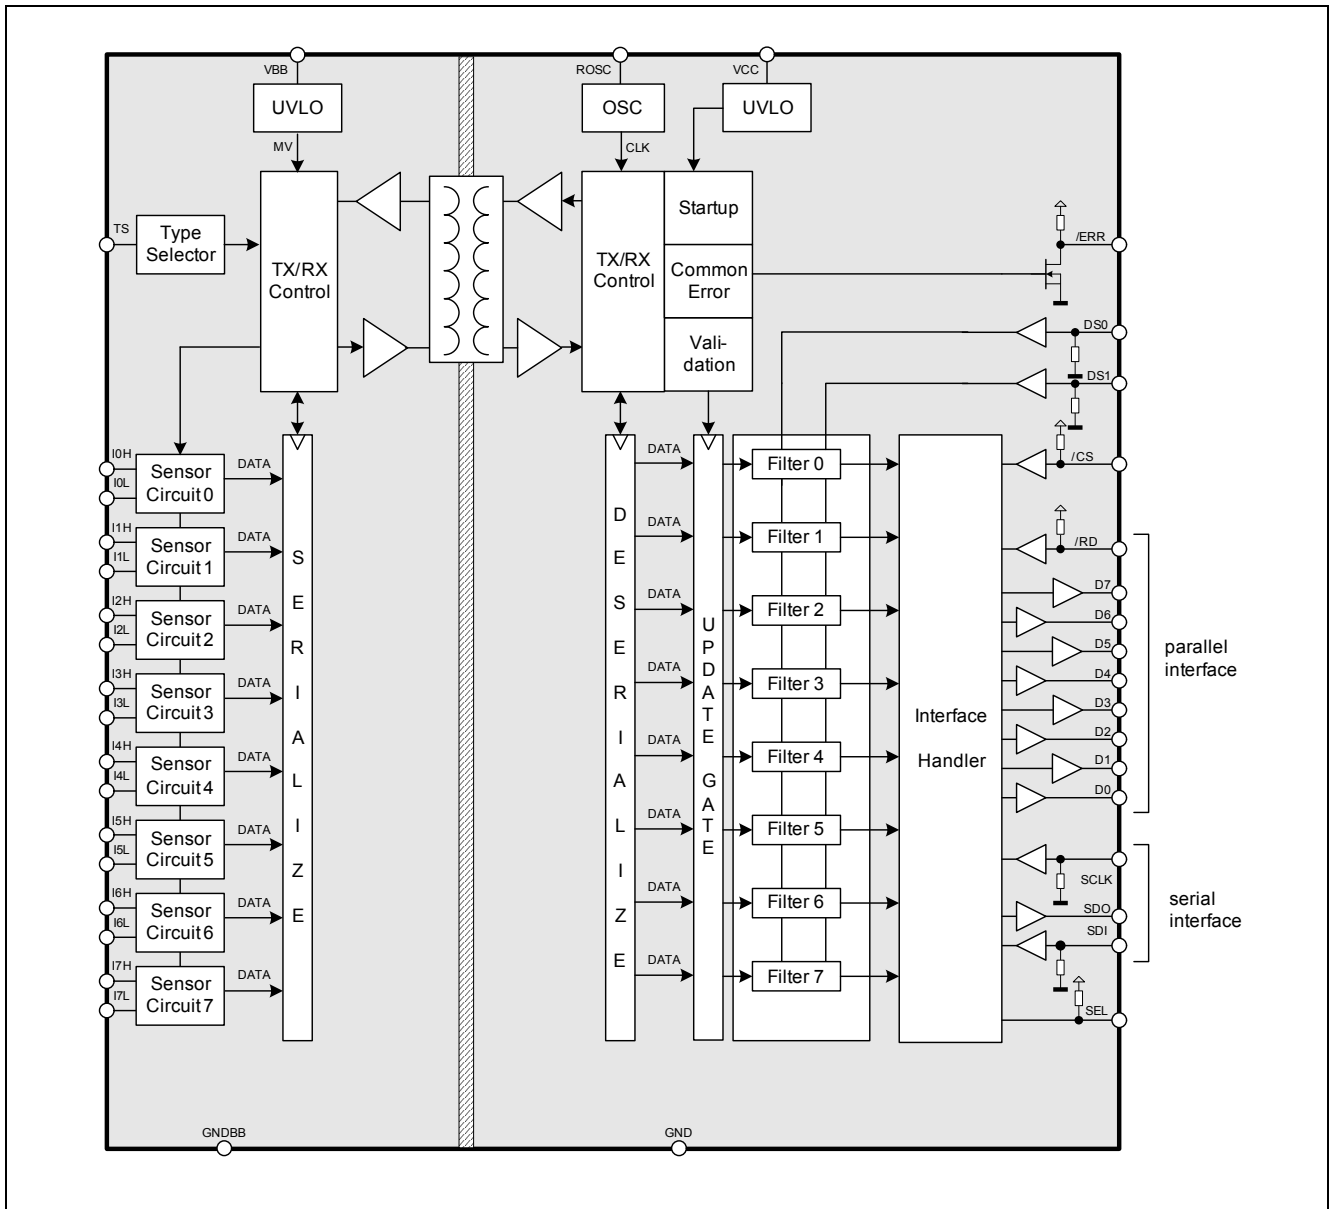 VBB
ROSC
VCC
UVLO
OSC
UVLO
MV
CLK
TS
Type
Selector
TX/RX
Control
TX/RX
Control
Startup
Common
Error
Vali-
dation
/ERR
DS0
DS1
/CS
/RD
I0H
I0L
Sensor
Circuit 0
DATA
I1H
I1L
Sensor
Circuit 1
DATA
I2H
I2L
Sensor
Circuit 2
DATA
I3H
I3L
Sensor
Circuit 3
DATA
I4H
I4L
Sensor
Circuit 4
DATA
I5H
I5L
Sensor
Circuit 5
DATA
I6H
I6L
Sensor
Circuit 6
DATA
I7H
I7L
Sensor
Circuit 7
DATA
SERIALIZE
DESERIALIZE
DATA
DATA
DATA
DATA
DATA
DATA
DATA
DATA
UPDATE GATE
Filter 0
Filter 1
Filter 2
Filter 3
Filter 4
Filter 5
Filter 6
Filter 7
Interface
Handler
D7
D6
D5
D4
D3
D2
D1
D0
parallel
interface
SCLK
SDO
SDI
serial
interface
SEL
GNDBB
GND